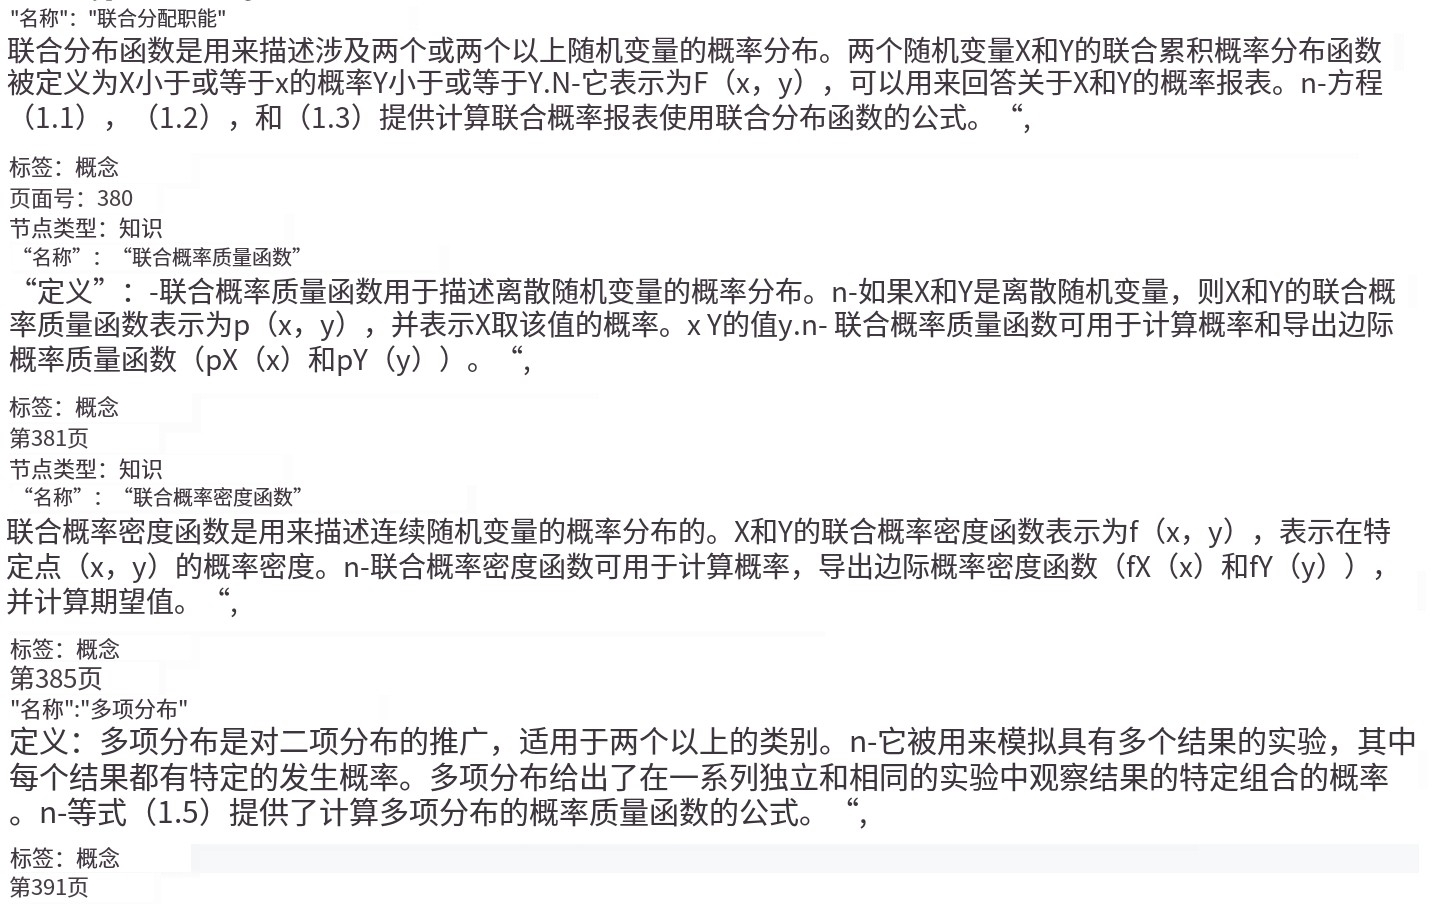 "名称"："联合分配职能"
联合分布函数是用来描述涉及两个或两个以上随机变量的概率分布。两个随机变量X和Y的联合累积概率分布函数
被定义为X小于或等于x的概率Y小于或等于Y.N-它表示为F（x，y），可以用来回答关于X和Y的概率报表。n-方程
（1.1），（1.2），和（1.3）提供计算联合概率报表使用联合分布函数的公式。 “,
标签：概念
页面号：380
节点类型：知识
“名称”：“联合概率质量函数”
“定义”：-联合概率质量函数用于描述离散随机变量的概率分布。n-如果X和Y是离散随机变量，则X和Y的联合概
率质量函数表示为p（x，y），并表示X取该值的概率。x Y的值y.n- 联合概率质量函数可用于计算概率和导出边际
概率质量函数（pX（x）和pY（y））。 “,
标签：概念
第381页
节点类型：知识
“名称”：“联合概率密度函数”
联合概率密度函数是用来描述连续随机变量的概率分布的。X和Y的联合概率密度函数表示为f（x，y），表示在特
定点（x，y）的概率密度。n-联合概率密度函数可用于计算概率，导出边际概率密度函数（fX（x）和fY（y）），
并计算期望值。 “,
标签：概念
第385页
"名称":"多项分布"
定义：多项分布是对二项分布的推广，适用于两个以上的类别。n-它被用来模拟具有多个结果的实验，其中
每个结果都有特定的发生概率。多项分布给出了在一系列独立和相同的实验中观察结果的特定组合的概率
。n-等式（1.5）提供了计算多项分布的概率质量函数的公式。 “,
标签：概念
第391页